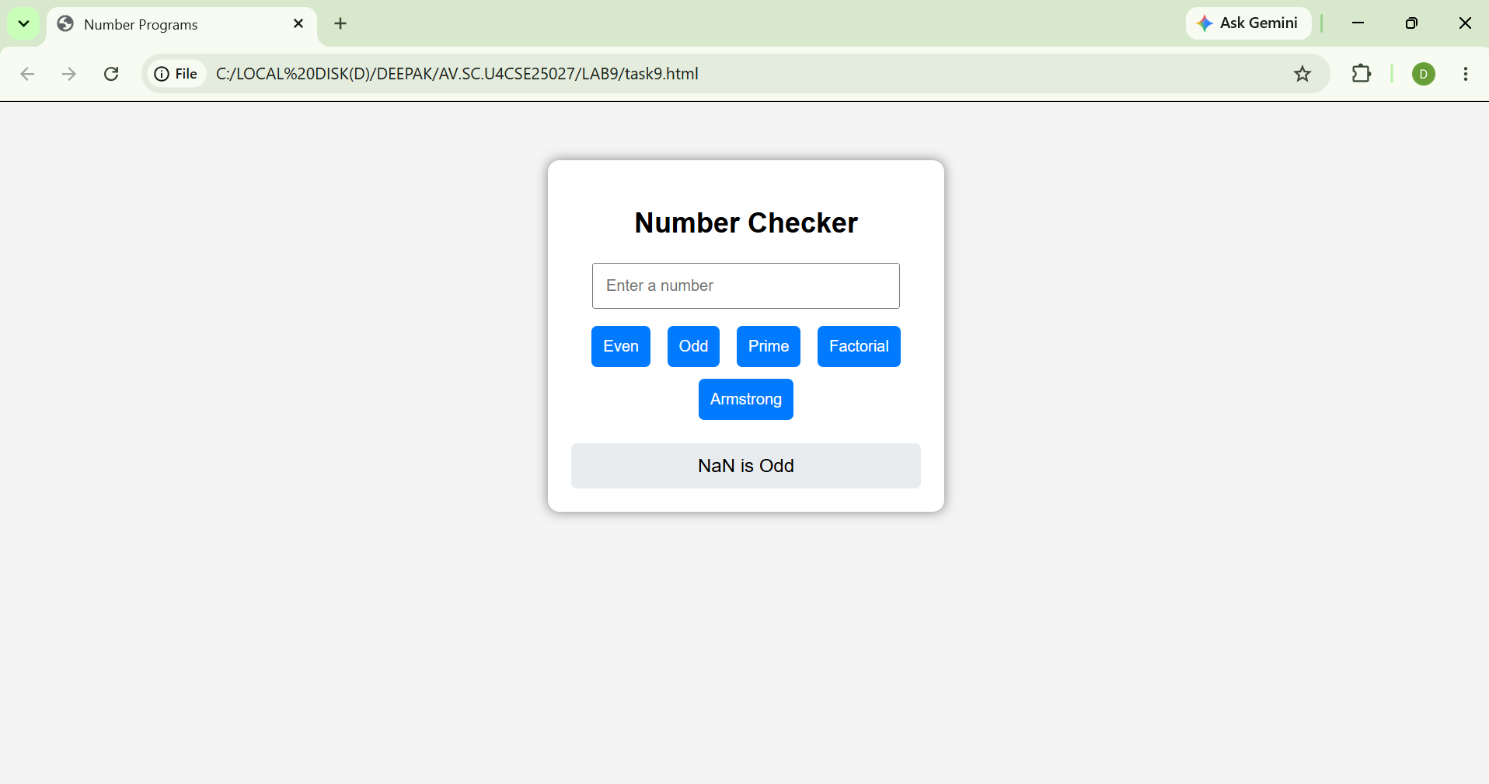 Number Programs
Ask Gemini
File C:/LOCAL%20DISK(D)/DEEPAK/AV.SC.U4CSE25027/LAB9/task9.html
D
Number Checker
Enter a number
Even Odd Prime Factorial
Armstrong
NaN is Odd